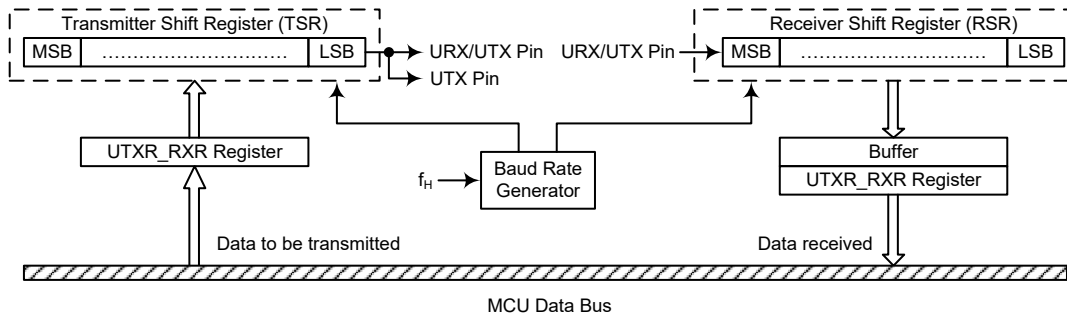 Transmitter Shift Register (TSR)
Receiver Shift Register (RSR)
MSB ………………………… LSB
URX/UTX Pin
UTX Pin
URX/UTX Pin
MSB ………………………… LSB
UTXR_RXR Register
Baud Rate
Generator
fH
Buffer
UTXR_RXR Register
Data to be transmitted
Data received
MCU Data Bus